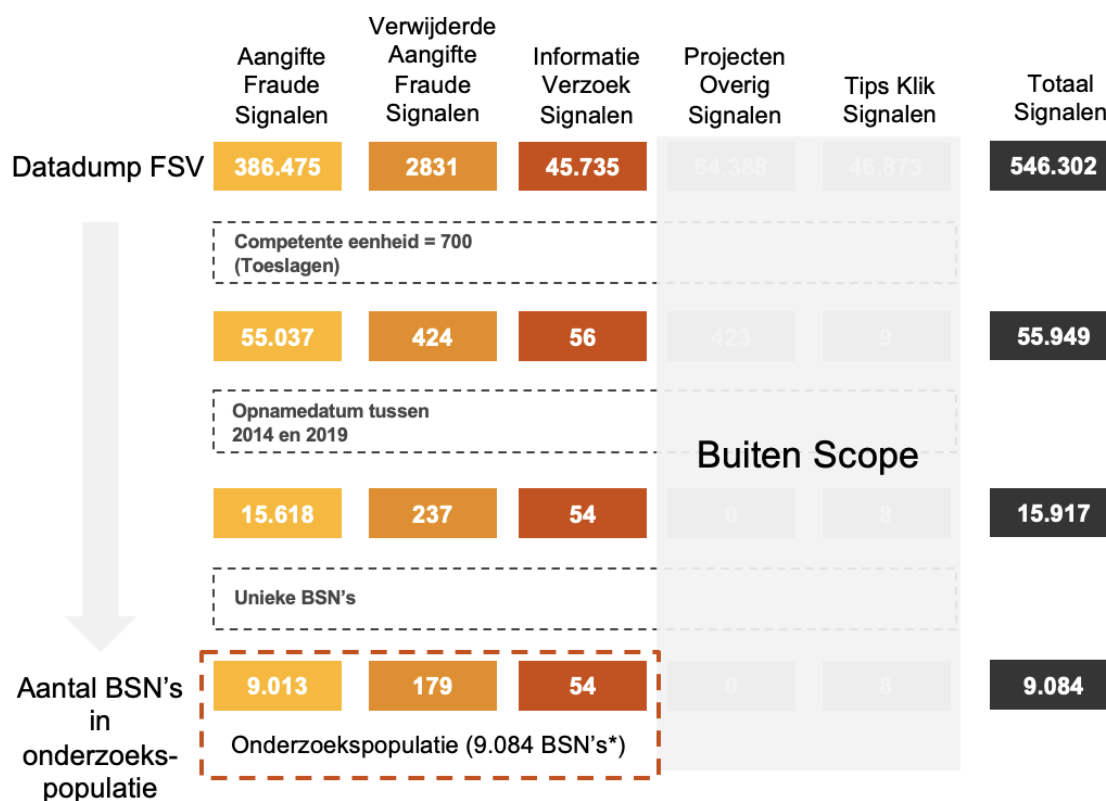 Aangifte
Fraude
Signalen
Verwijderde
Aangifte
Fraude
Signalen
Informatie
Verzoek
Signalen
Projecten
Overig
Signalen
Tips Klik
Signalen
Totaal
Signalen
Datadump FSV
386.475
2831
45.735
64.388
46.873
546.302
Competente eenheid = 700
(Toeslagen)
55.037
424
56
423
9
55.949
Opnamedatum tussen
2014 en 2019
Buiten Scope
15.618
237
54
0
8
15.917
Unieke BSN's
Aantal BSN's
in
onderzoeks-
populatie
9.013
179
54
0
8
9.084
Onderzoekspopulatie (9.084 BSN's*)